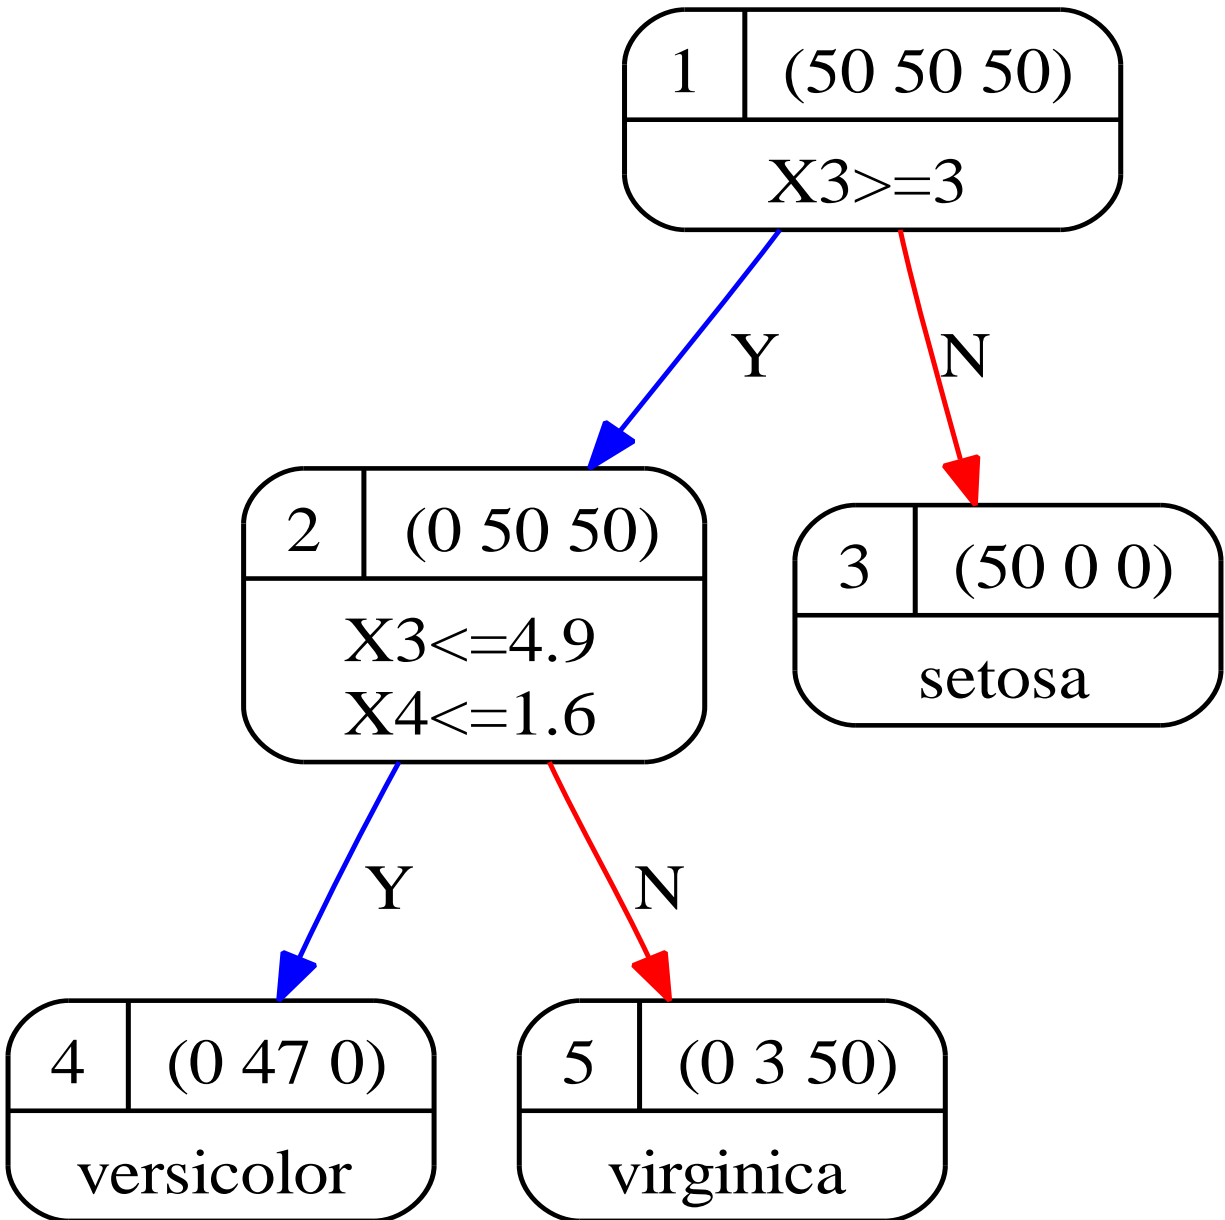 1 (50 50 50)
X3>=3
Y
N
2 (0 50 50)
X3<=4.9
X4<=1.6
3 (50 0 0)
setosa
Y
N
4 (0 47 0)
versicolor
5 (0 3 50)
virginica